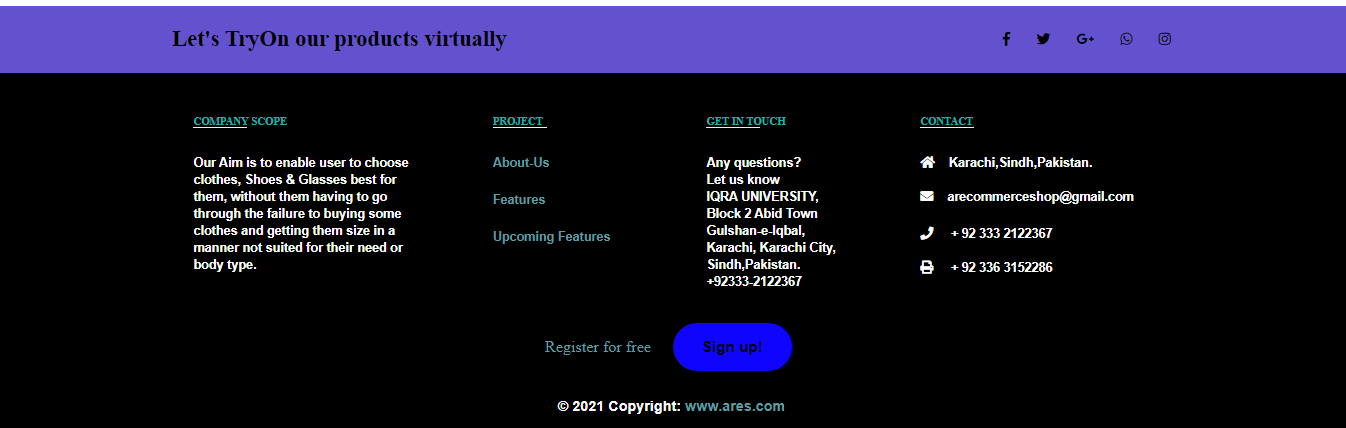 Let's TryOn our products virtually
COMPANY SCOPE
Our Aim is to enable user to choose
clothes, Shoes & Glasses best for
them, without them having to go
through the failure to buying some
clothes and getting them size in a
manner not suited for their need or
body type.
PROJECT
About-Us
Features
Upcoming Features
GET IN TOUCH
Any questions?
Let us know
IQRA UNIVERSITY,
Block 2 Abid Town
Gulshan-e-Iqbal,
Karachi, Karachi City,
Sindh,Pakistan.
+92333-2122367
CONTACT
Karachi,Sindh,Pakistan.
arecommerceshop@gmail.com
+ 92 333 2122367
+ 92 336 3152286
Register for free Sign up!
© 2021 Copyright: www.ares.com